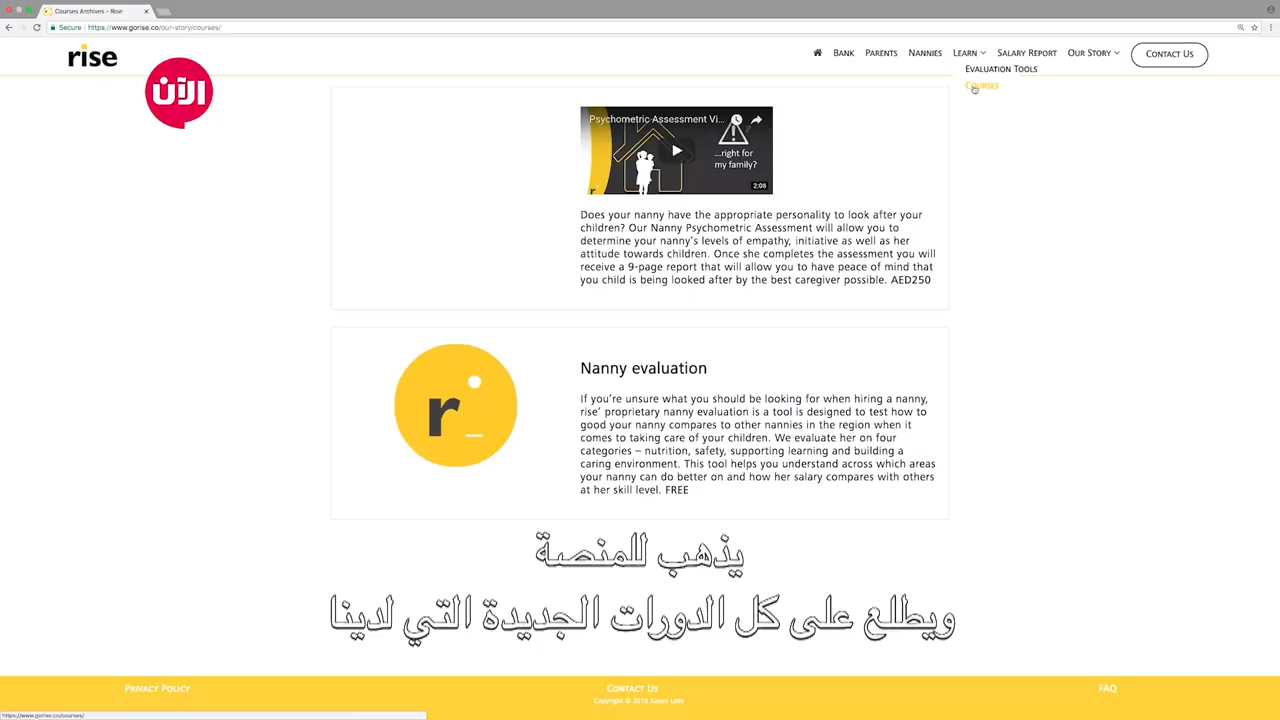 Courses Archives - Rise
Secure
https://www.gorise.co/our-story/courses/
rise
BANK
PARENTS
NANNIES
LEARN
SALARY REPORT
OUR STORY
CONTACT US
EVALUATION TOOLS
COURSES
الآن
Psychometric Assessment Vi...
...right for
my family?
2:08
Does your nanny have the appropriate personality to look after your
children? Our Nanny Psychometric Assessment will allow you to
determine your nanny's levels of empathy, initiative as well as her
attitude towards children. Once she completes the assessment you will
receive a 9-page report that will allow you to have peace of mind that
you child is being looked after by the best caregiver possible. AED250
r
Nanny evaluation
If you're unsure what you should be looking for when hiring a nanny,
rise' proprietary nanny evaluation is a tool is designed to test how to
good your nanny compares to other nannies in the region when it
comes to taking care of your children. We evaluate her on four
categories – nutrition, safety, supporting learning and building a
caring environment. This tool helps you understand across which areas
your nanny can do better on and how her salary compares with others
at her skill level. FREE
يذهب للمنصة
ويطلع على كل الدورات الجديدة التي لدينا
PRIVACY POLICY
CONTACT US
FAQ
https://www.gorise.co/courses/